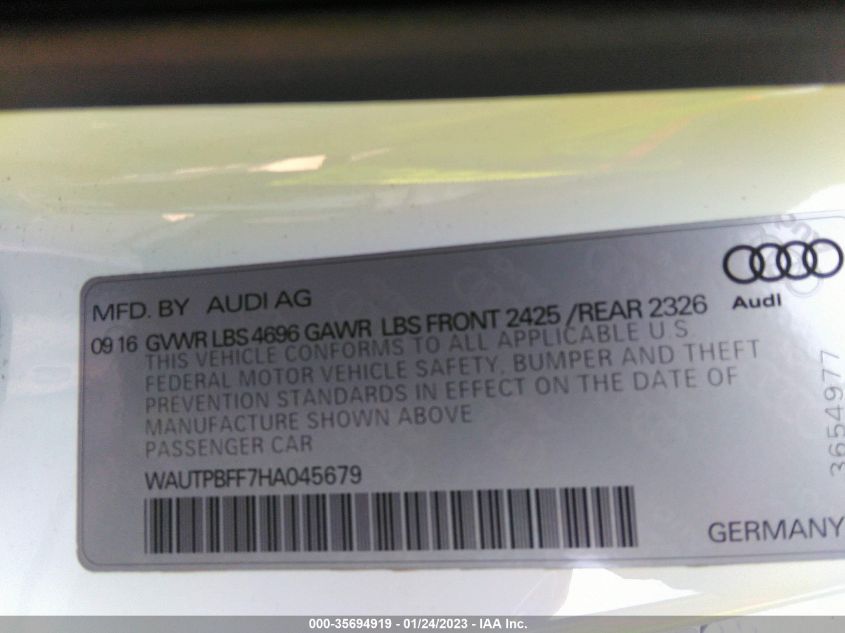 MFD. BY AUDI AG
Audi
09 16 GVWR LBS 4696 GAWR LBS FRONT 2425 /REAR 2326
THIS VEHICLE CONFORMS TO ALL APPLICABLE U.S.
FEDERAL MOTOR VEHICLE SAFETY, BUMPER AND THEFT
PREVENTION STANDARDS IN EFFECT ON THE DATE OF
MANUFACTURE SHOWN ABOVE
PASSENGER CAR
WAUTPBFF7HA045679
3654977
GERMANY
000-35694919 - 01/24/2023 - IAA Inc.